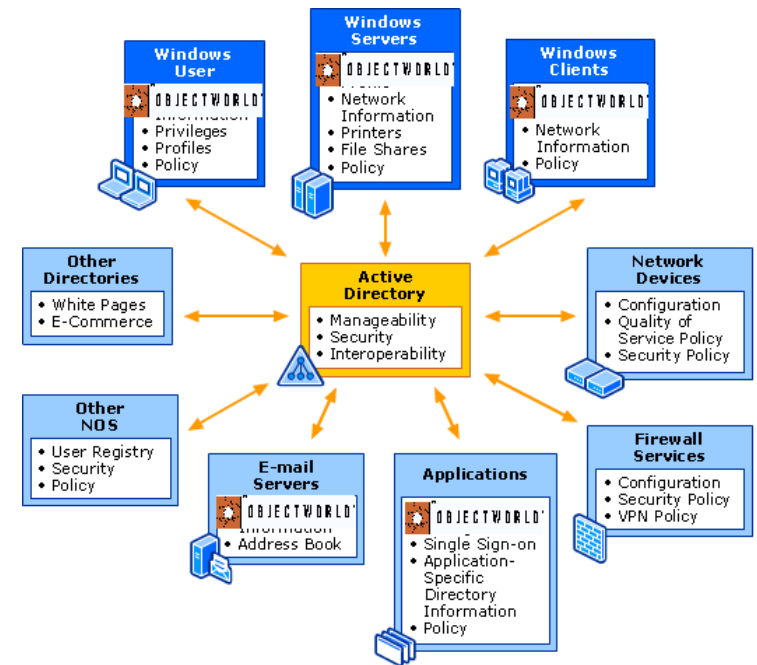 Windows
User
OBJECTWORLD
Information
• Privileges
• Profiles
• Policy
Windows
Servers
OBJECTWORLD
• Network
Information
• Printers
• File Shares
• Policy
Windows
Clients
OBJECTWORLD
• Network
Information
• Policy
Other
Directories
• White Pages
• E-Commerce
Active
Directory
• Manageability
• Security
• Interoperability
Network
Devices
• Configuration
• Quality of
Service Policy
• Security Policy
Other
NOS
• User Registry
• Security
• Policy
E-mail
Servers
OBJECTWORLD
Information
• Address Book
Applications
OBJECTWORLD
• Single Sign-on
• Application-
Specific
Directory
Information
• Policy
Firewall
Services
• Configuration
• Security Policy
• VPN Policy